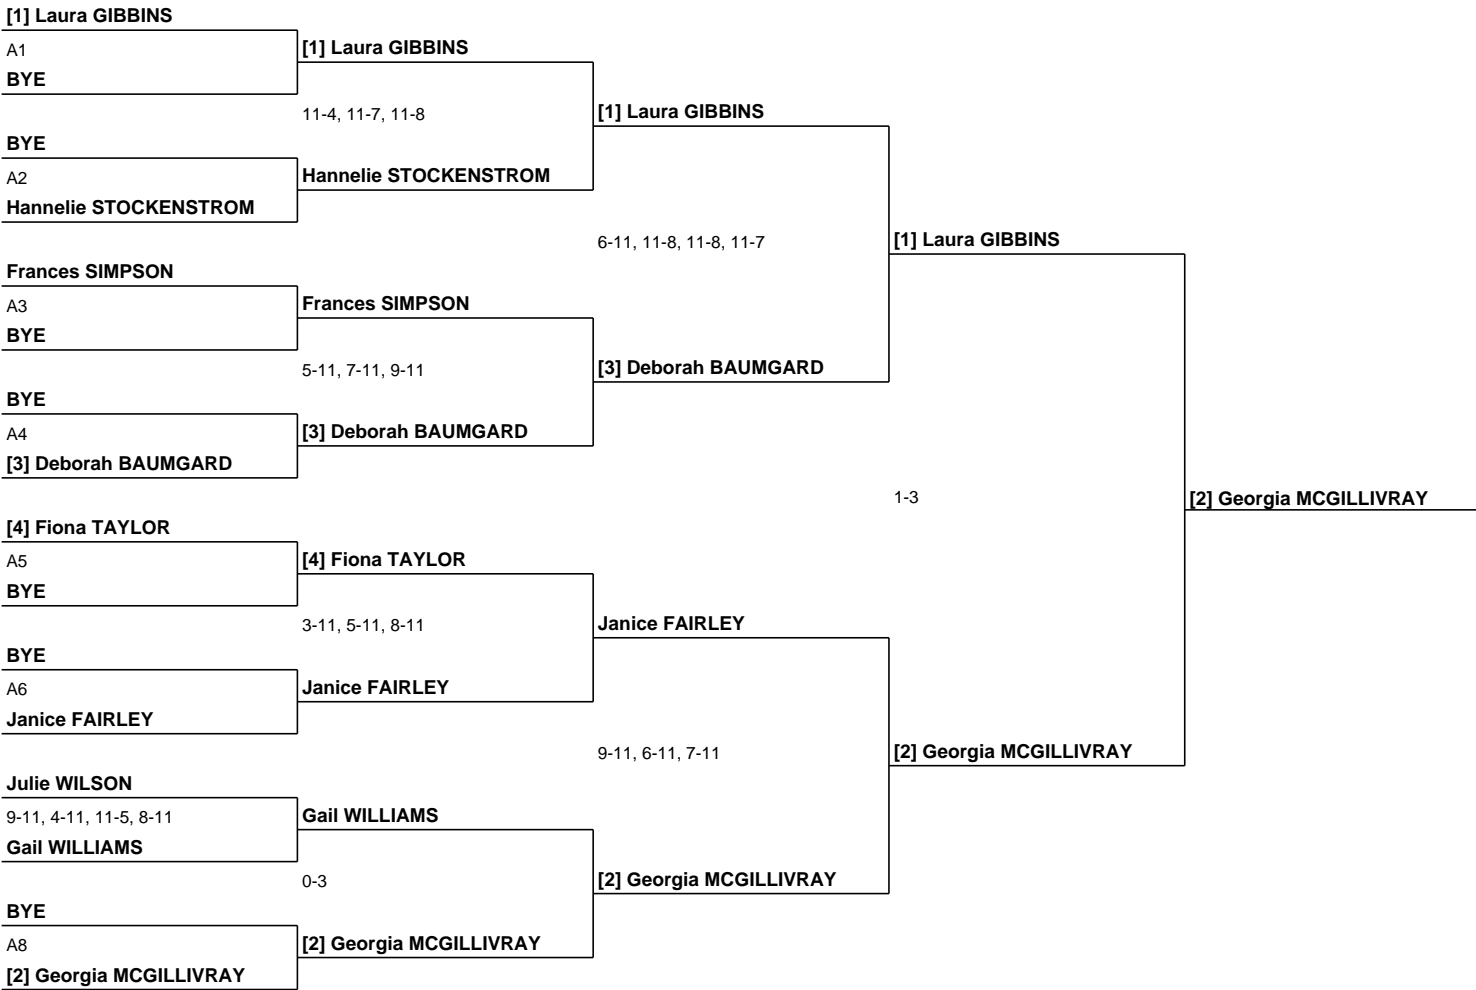 [1] Laura GIBBINS
A1
BYE
BYE
A2
Hannelie STOCKENSTROM
Frances SIMPSON
A3
BYE
BYE
A4
[3] Deborah BAUMGARD
[4] Fiona TAYLOR
A5
BYE
BYE
A6
Janice FAIRLEY
Julie WILSON
9-11, 4-11, 11-5, 8-11
Gail WILLIAMS
BYE
A8
[2] Georgia MCGILLIVRAY
[1] Laura GIBBINS
11-4, 11-7, 11-8
Hannelie STOCKENSTROM
Frances SIMPSON
5-11, 7-11, 9-11
[3] Deborah BAUMGARD
[4] Fiona TAYLOR
3-11, 5-11, 8-11
Janice FAIRLEY
Gail WILLIAMS
0-3
[2] Georgia MCGILLIVRAY
[1] Laura GIBBINS
6-11, 11-8, 11-8, 11-7
[3] Deborah BAUMGARD
Janice FAIRLEY
9-11, 6-11, 7-11
[2] Georgia MCGILLIVRAY
[1] Laura GIBBINS
1-3
[2] Georgia MCGILLIVRAY
[2] Georgia MCGILLIVRAY